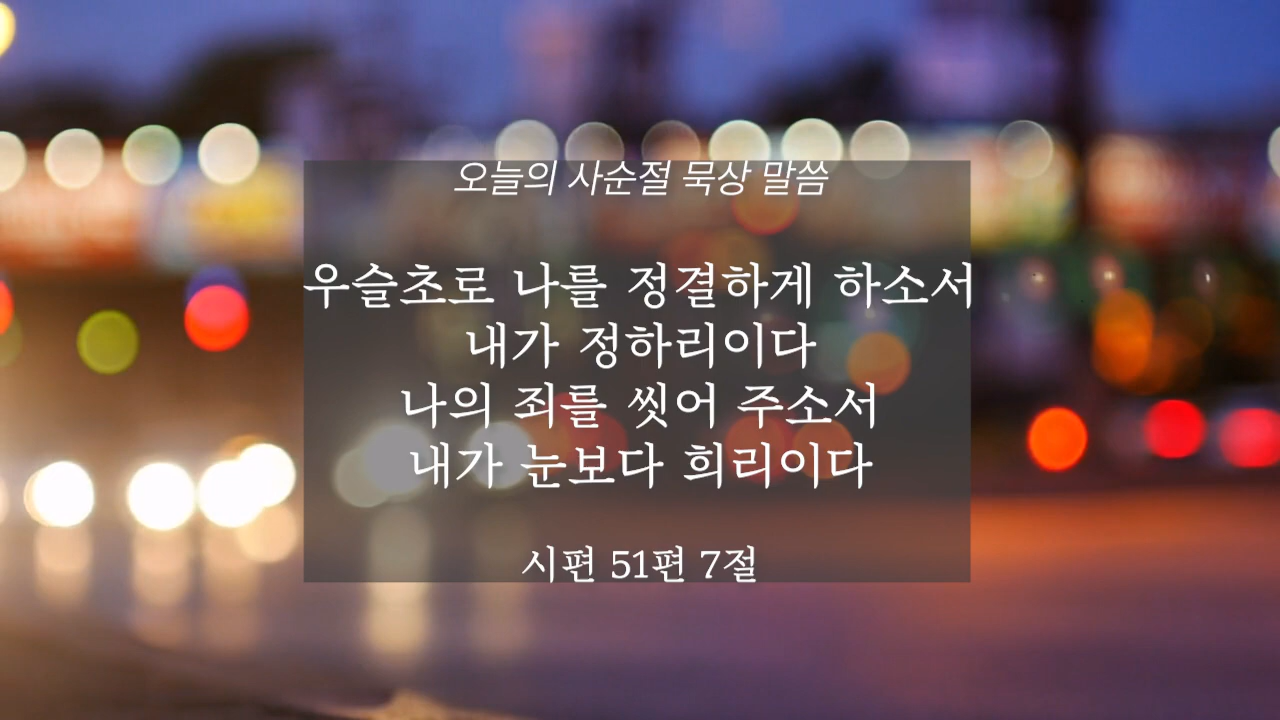 오늘의 사순절 묵상 말씀
우슬초로 나를 정결하게 하소서
내가 정하리이다
나의 죄를 씻어 주소서
내가 눈보다 희리이다
시편 51편 7절